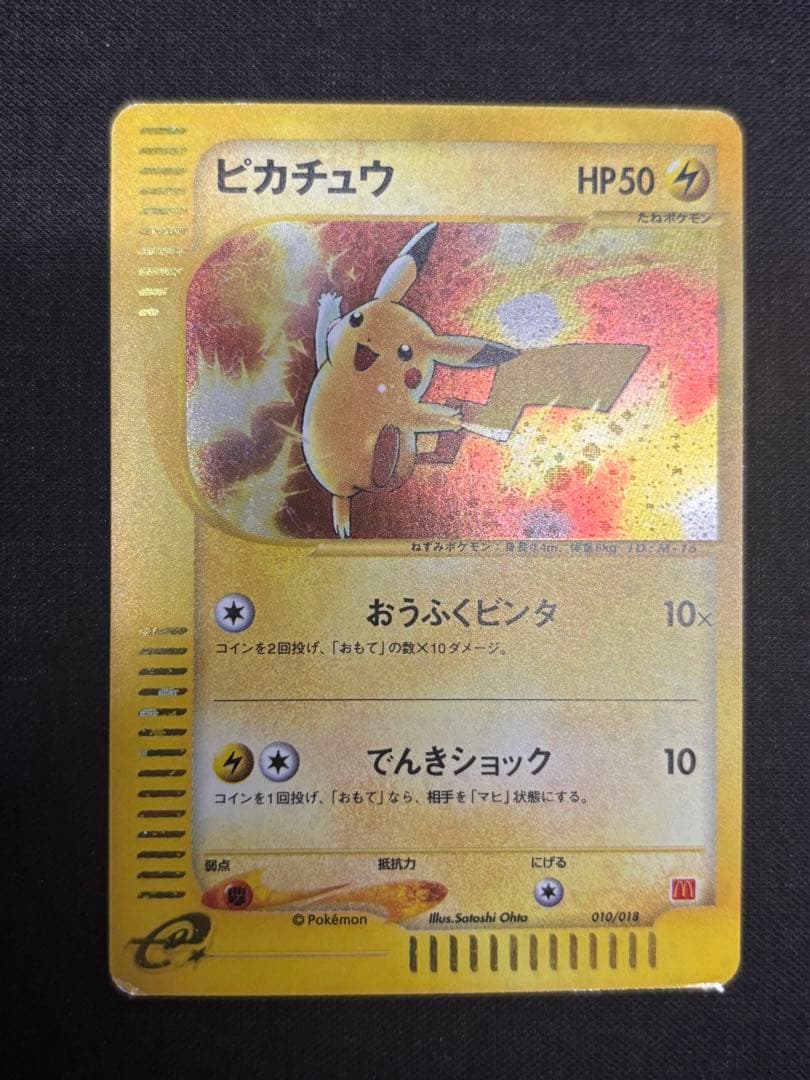 ピカチュウ HP50
たねポケモン
ねずみポケモン:身長0.4m、体重6kg ID:M-16
おうふくビンタ 10×
コインを2回投げ、「おもて」の数×10ダメージ。
でんきショック 10
コインを1回投げ、「おもて」なら、相手を「マヒ」状態にする。
弱点 抵抗力 にげる
© Pokémon Illus.Satoshi Ohta 010/018
e